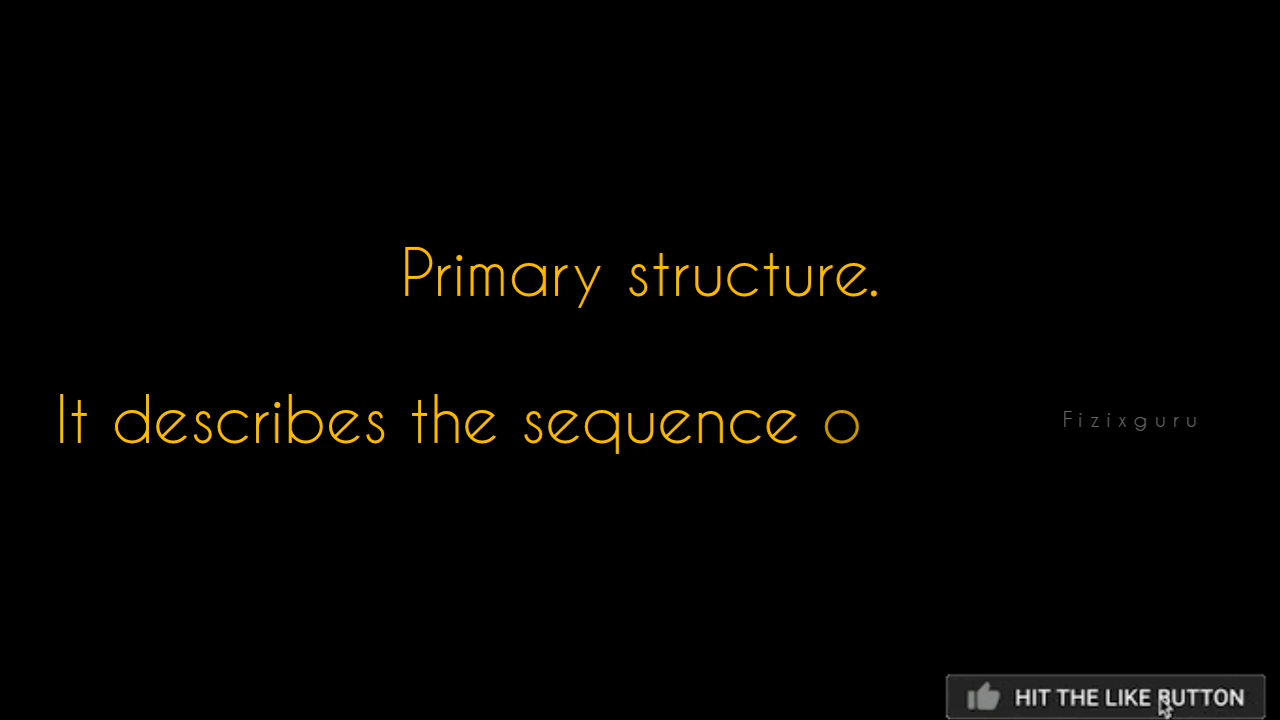 Primary structure.
It describes the sequence o
Fizixguru
HIT THE LIKE BUTTON